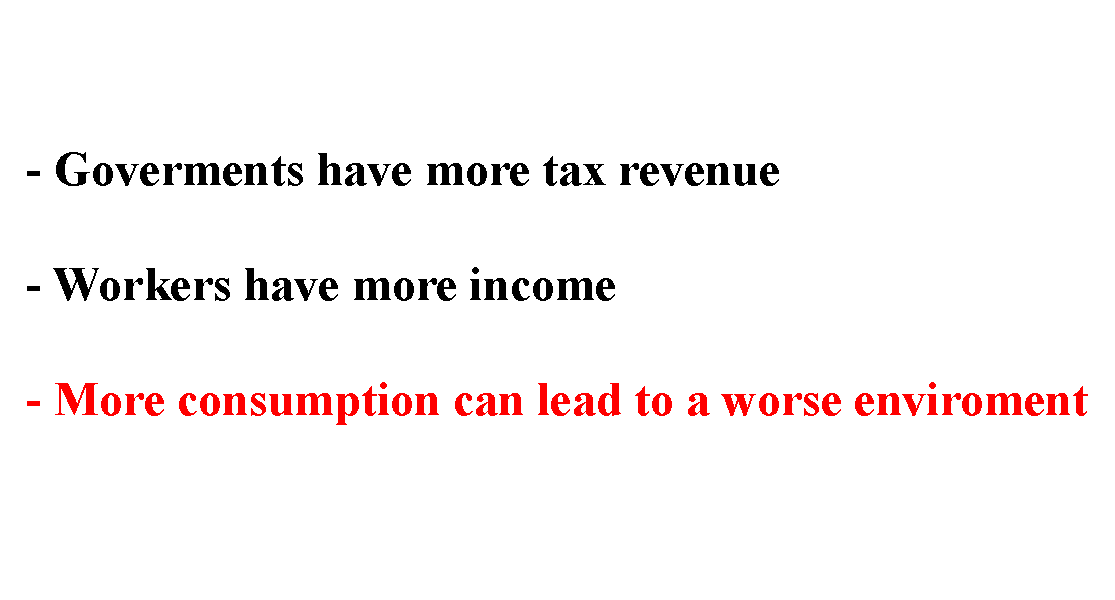 - Goverments have more tax revenue
- Workers have more income
- More consumption can lead to a worse enviroment